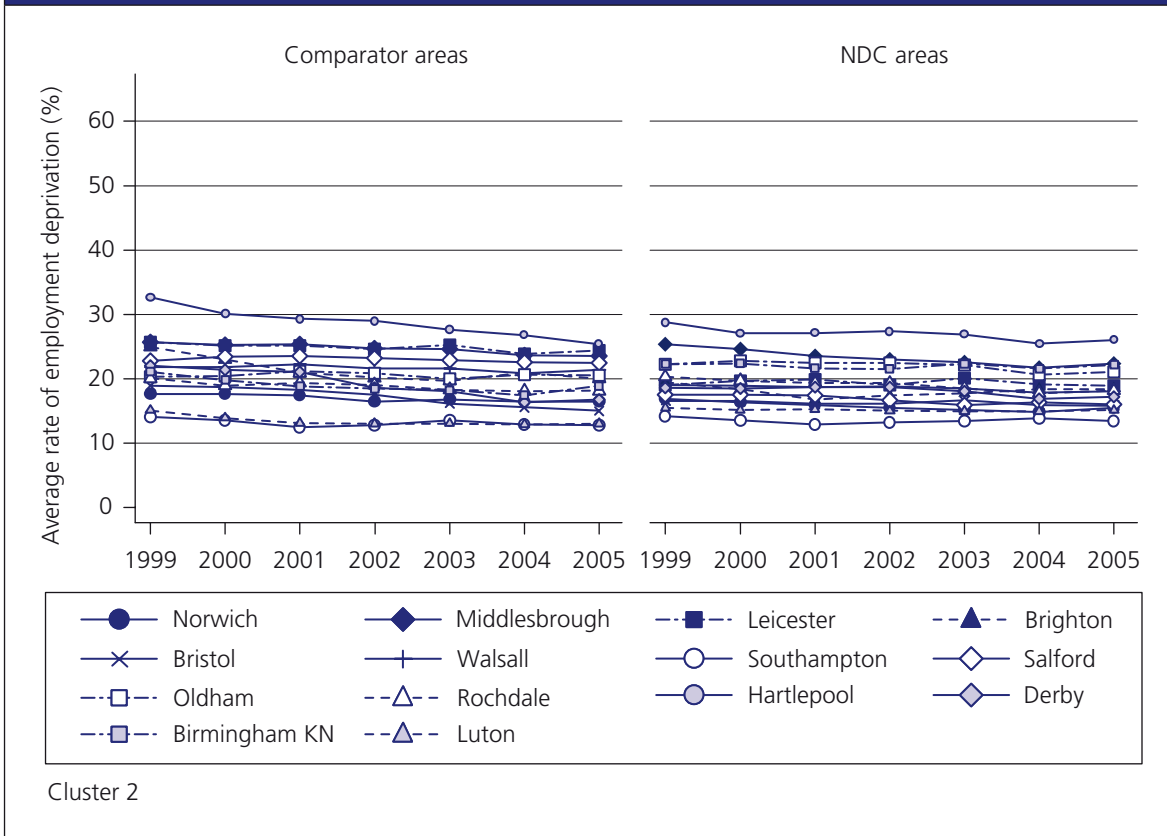 Comparator areas
NDC areas
Average rate of employment deprivation (%)
60
50
40
30
20
10
0
1999 2000 2001 2002 2003 2004 2005
1999 2000 2001 2002 2003 2004 2005
Norwich Middlesbrough Leicester Brighton
Bristol Walsall Southampton Salford
Oldham Rochdale Hartlepool Derby
Birmingham KN Luton
Cluster 2